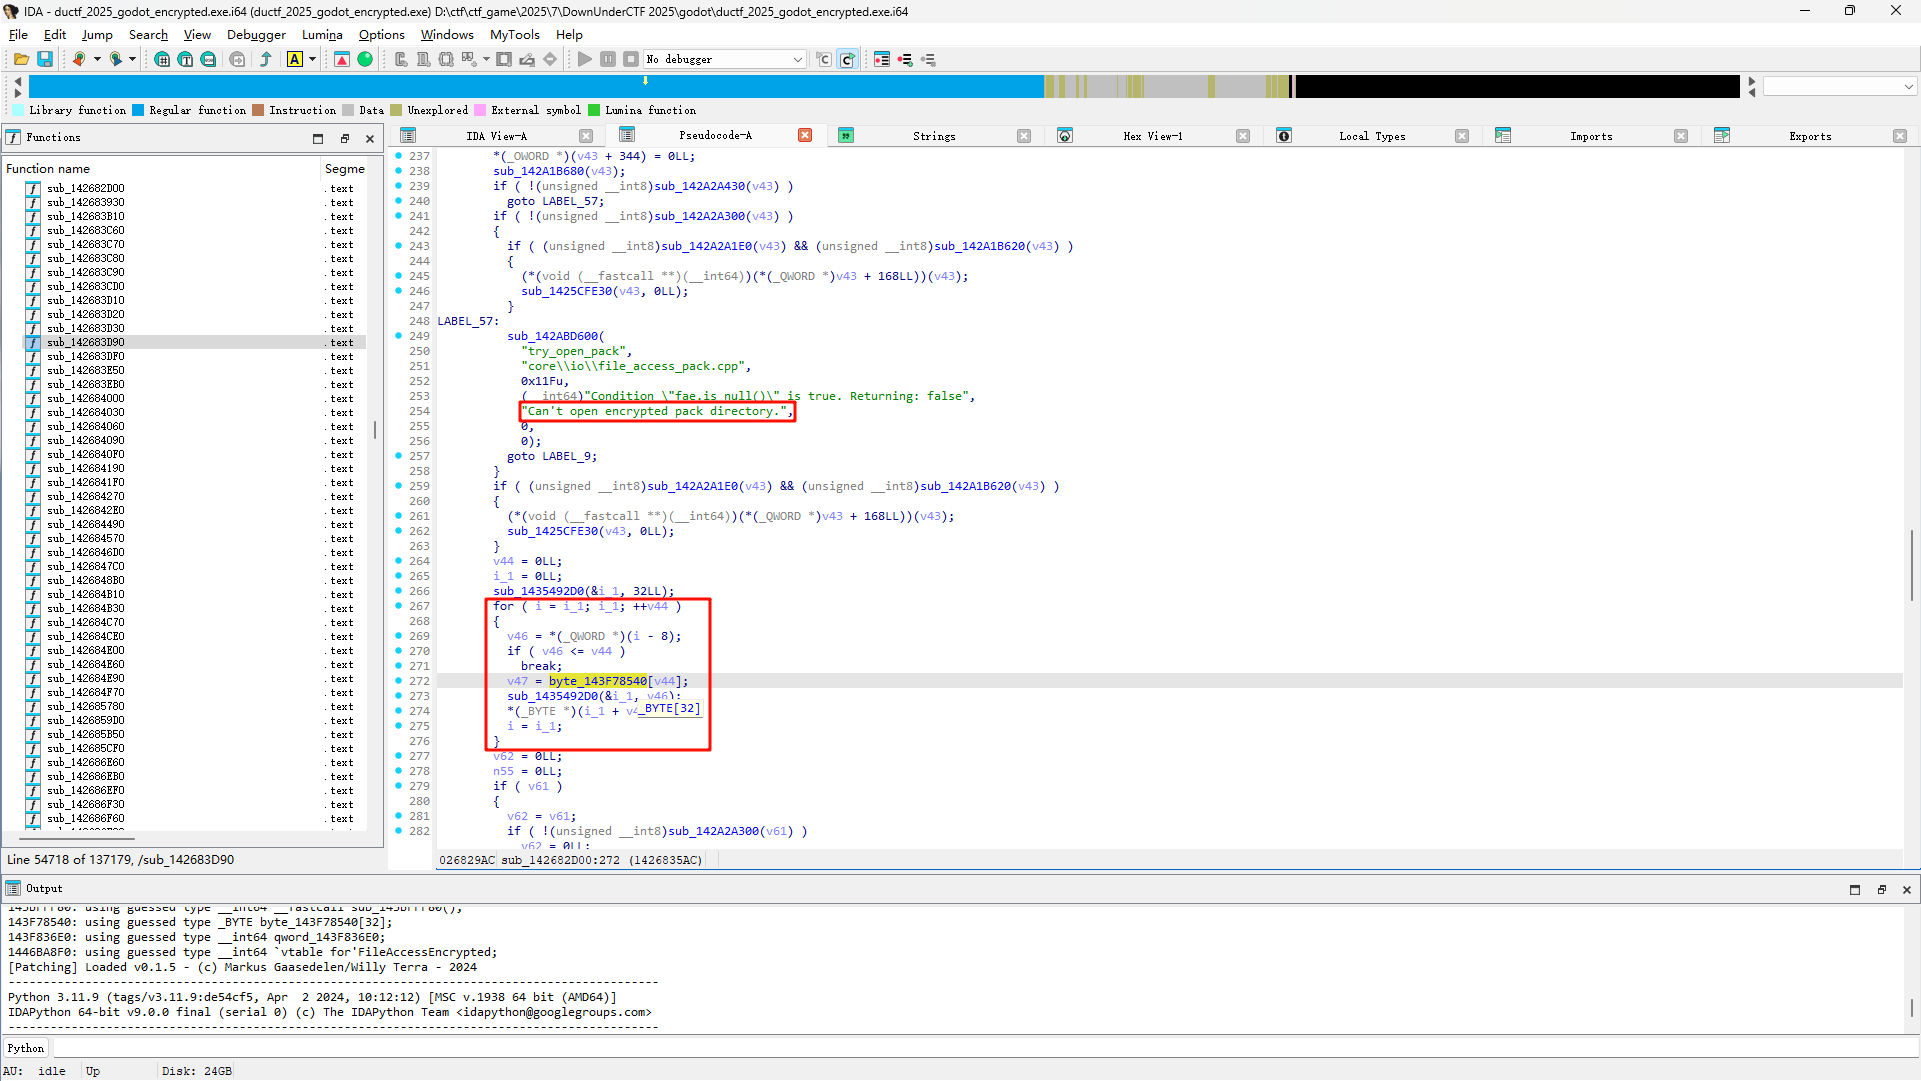 IDA - ductf_2025_godot_encrypted.exe.i64 (ductf_2025_godot_encrypted.exe) D:\ctf\ctf_game\2025\7\DownUnderCTF 2025\godot\ductf_2025_godot_encrypted.exe.i64
File Edit Jump Search View Debugger Lumina Options Windows MyTools Help
No debugger
Library function Regular function Instruction Data Unexplored External symbol Lumina function
Functions
IDA View-A Pseudocode-A Strings Hex View-1 Local Types Imports Exports
Function name Segme
sub_142682D00 .text
sub_142683930 .text
sub_142683B10 .text
sub_142683C60 .text
sub_142683C70 .text
sub_142683C80 .text
sub_142683C90 .text
sub_142683CD0 .text
sub_142683D10 .text
sub_142683D20 .text
sub_142683D30 .text
sub_142683D90 .text
sub_142683DF0 .text
sub_142683E50 .text
sub_142683EB0 .text
sub_142684000 .text
sub_142684030 .text
sub_142684060 .text
sub_142684090 .text
sub_1426840F0 .text
sub_142684190 .text
sub_1426841F0 .text
sub_142684270 .text
sub_1426842E0 .text
sub_142684490 .text
sub_142684570 .text
sub_1426846D0 .text
sub_1426847C0 .text
sub_1426848B0 .text
sub_142684B10 .text
sub_142684B30 .text
sub_142684C70 .text
sub_142684CE0 .text
sub_142684E00 .text
sub_142684E60 .text
sub_142684E90 .text
sub_142684F70 .text
sub_142685780 .text
sub_1426859D0 .text
sub_142685B50 .text
sub_142685CF0 .text
sub_142686E60 .text
sub_142686EB0 .text
sub_142686EF0 .text
sub_142686F30 .text
sub_142686F60 .text
Line 54718 of 137179, /sub_142683D90
237 *(_OWORD *)(v43 + 344) = 0LL;
238 sub_142A1B680(v43);
239 if ( !(unsigned __int8)sub_142A2A430(v43) )
240 goto LABEL_57;
241 if ( !(unsigned __int8)sub_142A2A300(v43) )
242 {
243 if ( (unsigned __int8)sub_142A2A1E0(v43) && (unsigned __int8)sub_142A1B620(v43) )
244 {
245 (*(void (__fastcall **)(__int64))(*(_QWORD *)v43 + 168LL))(v43);
246 sub_1425CFE30(v43, 0LL);
247 }
248 LABEL_57:
249 sub_142ABD600(
250 "try_open_pack",
251 "core\\io\\file_access_pack.cpp",
252 0x11Fu,
253 (__int64)"Condition \"fae.is_null()\" is true. Returning: false",
254 "Can't open encrypted pack directory.",
255 0,
256 0);
257 goto LABEL_9;
258 }
259 if ( (unsigned __int8)sub_142A2A1E0(v43) && (unsigned __int8)sub_142A1B620(v43) )
260 {
261 (*(void (__fastcall **)(__int64))(*(_QWORD *)v43 + 168LL))(v43);
262 sub_1425CFE30(v43, 0LL);
263 }
264 v44 = 0LL;
265 i_1 = 0LL;
266 sub_1435492D0(&i_1, 32LL);
267 for ( i = i_1; i_1; ++v44 )
268 {
269 v46 = *(_QWORD *)(i - 8);
270 if ( v46 <= v44 )
271 break;
272 v47 = byte_143F78540[v44];
273 sub_1435492D0(&i_1, v46);
274 *(_BYTE *)(i_1 + v4 _BYTE[32]
275 i = i_1;
276 }
277 v62 = 0LL;
278 n55 = 0LL;
279 if ( v61 )
280 {
281 v62 = v61;
282 if ( !(unsigned __int8)sub_142A2A300(v61) )
v62 = 0LL;
026829AC sub_142682D00:272 (1426835AC)
Output
143BFFF80: using guessed type __int64 __fastcall sub_143BFFF80();
143F78540: using guessed type _BYTE byte_143F78540[32];
143F836E0: using guessed type __int64 qword_143F836E0;
1446BA8F0: using guessed type __int64 `vtable for'FileAccessEncrypted;
[Patching] Loaded v0.1.5 - (c) Markus Gaasedelen/Willy Terra - 2024
Python 3.11.9 (tags/v3.11.9:de54cf5, Apr 2 2024, 10:12:12) [MSC v.1938 64 bit (AMD64)]
IDAPython 64-bit v9.0.0 final (serial 0) (c) The IDAPython Team <idapython@googlegroups.com>
Python
AU: idle Up Disk: 24GB